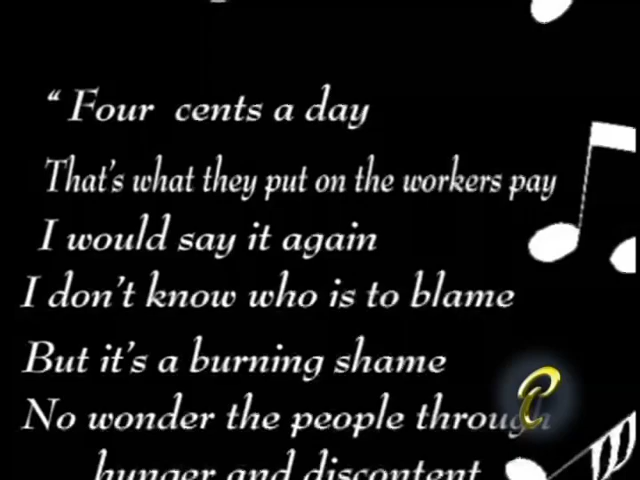 “ Four cents a day
That's what they put on the workers pay
I would say it again
I don't know who is to blame
But it's a burning shame
No wonder the people through
hunger and discontent